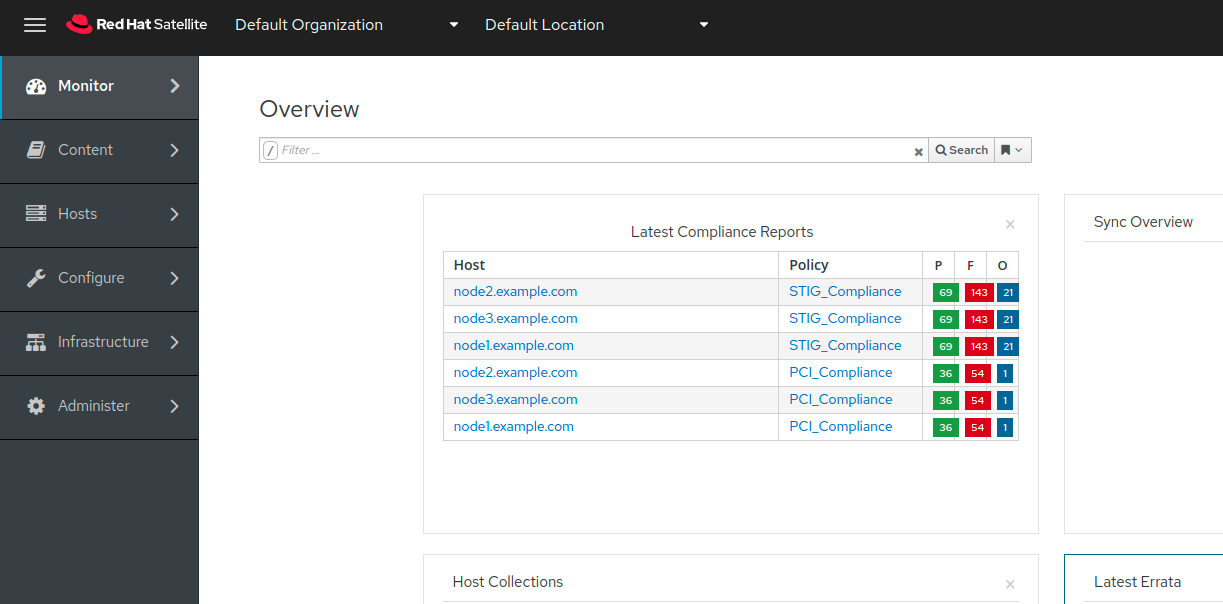 Red Hat Satellite Default Organization Default Location
Monitor
Content
Hosts
Configure
Infrastructure
Administer
Overview
/ Filter ... Search
Latest Compliance Reports
Host Policy P F O
node2.example.com STIG_Compliance 69 143 21
node3.example.com STIG_Compliance 69 143 21
node1.example.com STIG_Compliance 69 143 21
node2.example.com PCI_Compliance 36 54 1
node3.example.com PCI_Compliance 36 54 1
node1.example.com PCI_Compliance 36 54 1
Sync Overview
Host Collections
Latest Errata